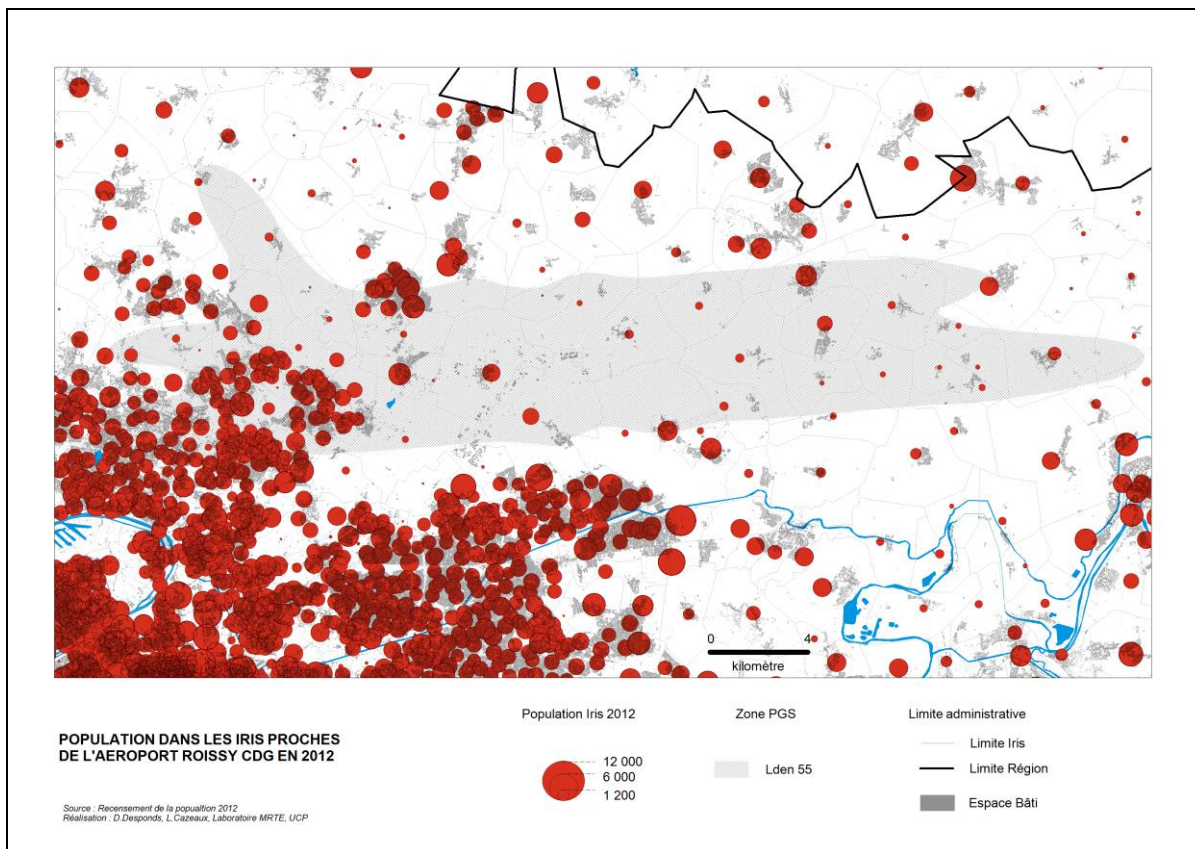 0 4
kilomètre
POPULATION DANS LES IRIS PROCHES
DE L'AEROPORT ROISSY CDG EN 2012
Source : Recensement de la popualtion 2012
Réalisation : D.Desponds, L.Cazeaux, Laboratoire MRTE, UCP
Population Iris 2012
12 000
6 000
1 200
Zone PGS
Lden 55
Limite administrative
Limite Iris
Limite Région
Espace Bâti